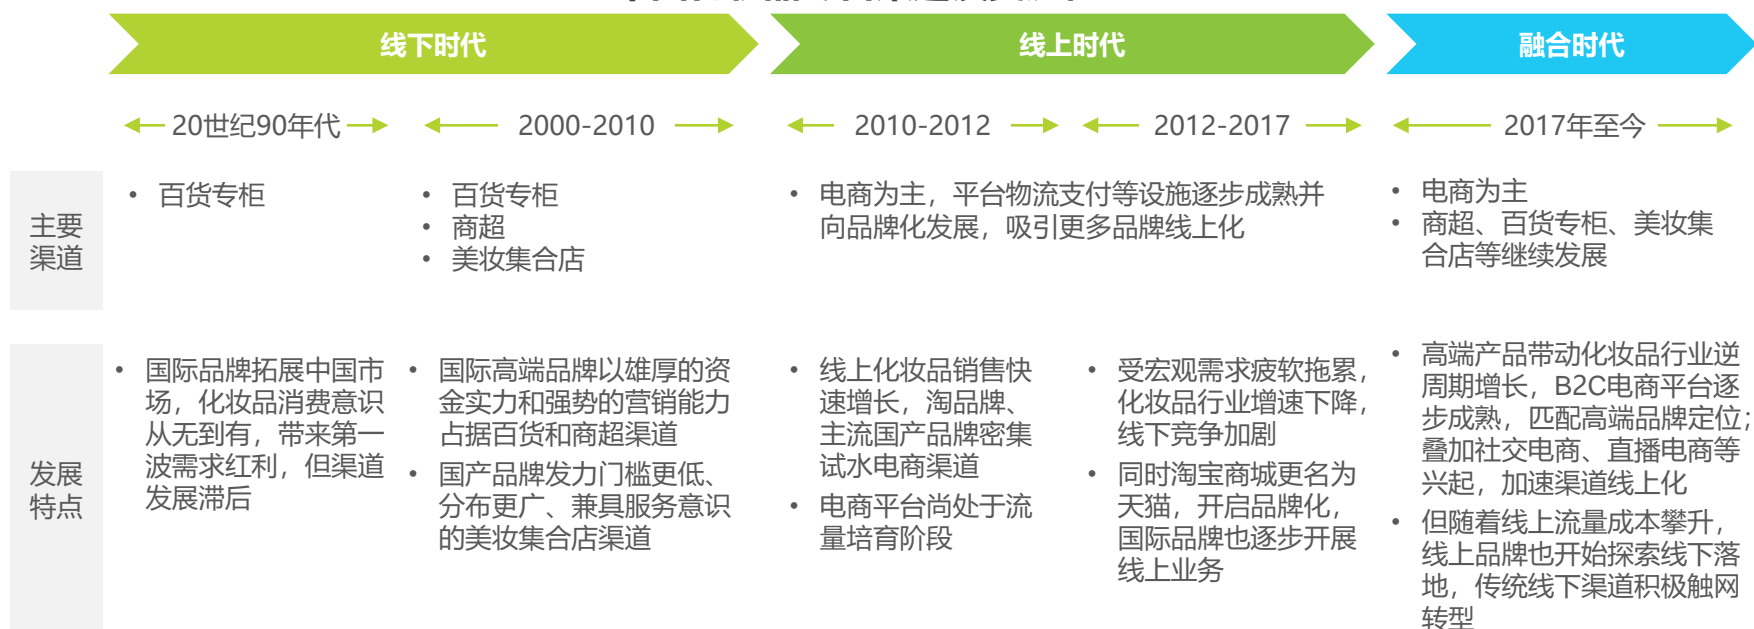 线下时代
线上时代
融合时代
20世纪90年代
2000-2010
2010-2012
2012-2017
2017年至今
主要
渠道
• 百货专柜
• 百货专柜
• 商超
• 美妆集合店
• 电商为主，平台物流支付等设施逐步成熟并
向品牌化发展，吸引更多品牌线上化
• 电商为主
• 商超、百货专柜、美妆集
合店等继续发展
发展
特点
• 国际品牌拓展中国市
场，化妆品消费意识
从无到有，带来第一
波需求红利，但渠道
发展滞后
• 国际高端品牌以雄厚的资
金实力和强势的营销能力
占据百货和商超渠道
• 国产品牌发力门槛更低、
分布更广、兼具服务意识
的美妆集合店渠道
• 线上化妆品销售快
速增长，淘品牌、
主流国产品牌密集
试水电商渠道
• 电商平台尚处于流
量培育阶段
• 受宏观需求疲软拖累，
化妆品行业增速下降，
线下竞争加剧
• 同时淘宝商城更名为
天猫，开启品牌化，
国际品牌也逐步开展
线上业务
• 高端产品带动化妆品行业逆
周期增长，B2C电商平台逐
步成熟，匹配高端品牌定位；
叠加社交电商、直播电商等
兴起，加速渠道线上化
• 但随着线上流量成本攀升，
线上品牌也开始探索线下落
地，传统线下渠道积极触网
转型